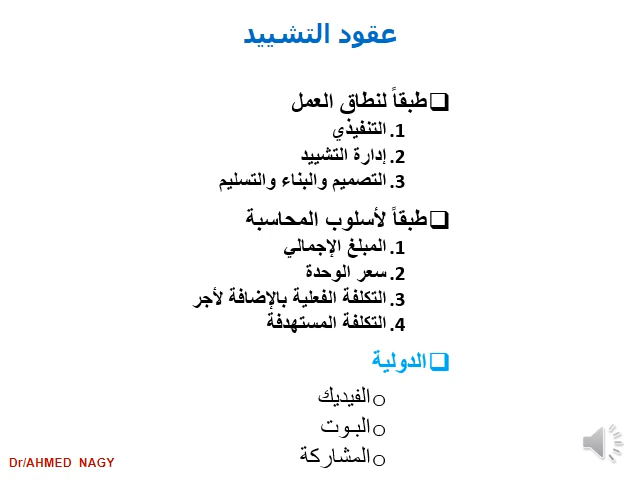 عقود التشييد
طبقاً لنطاق العمل
1. التنفيذي
2. إدارة التشييد
3. التصميم والبناء والتسليم
طبقاً لأسلوب المحاسبة
1. المبلغ الإجمالي
2. سعر الوحدة
3. التكلفة الفعلية بالإضافة لأجر
4. التكلفة المستهدفة
الدولية
الفيديك
البوت
المشاركة
Dr/AHMED NAGY